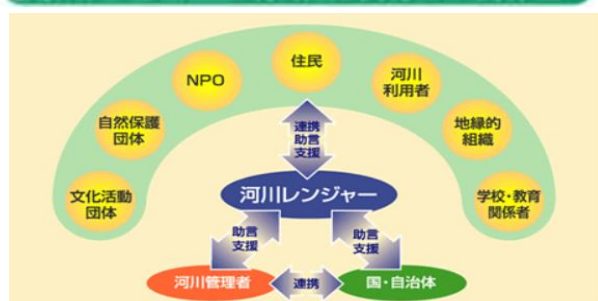 住民
NPO
河川
利用者
自然保護
団体
地縁的
組織
文化活動
団体
学校・教育
関係者
連携
助言
支援
河川レンジャー
助言
支援
助言
支援
河川管理者
連携
国・自治体